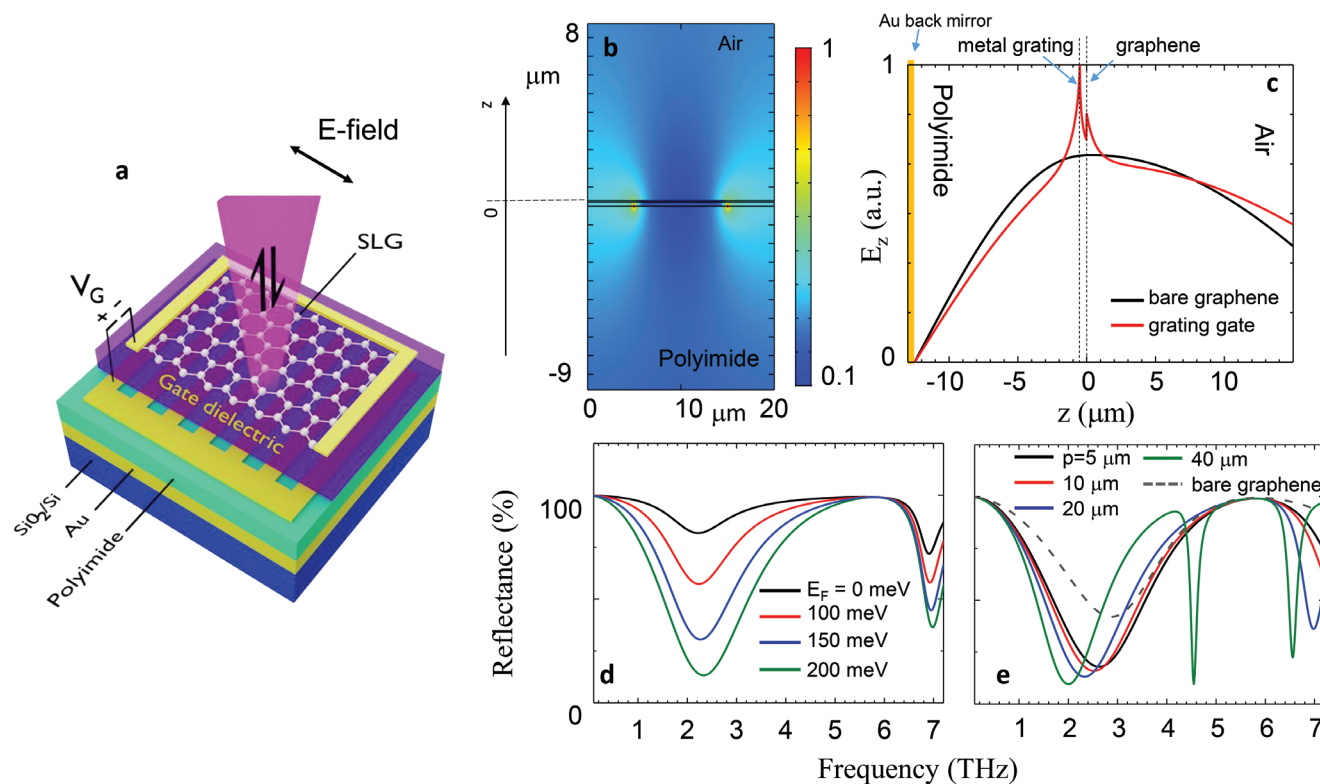 a
E-field
SLG
V_G
-
+
Gate dielectric
SiO2/Si
Au
Polyimide
b
8
μm
z
0
-9
Air
Polyimide
0
10
20
μm
1
0.1
Au back mirror
metal grating
graphene
c
1
0
E_z (a.u.)
Polyimide
Air
bare graphene
grating gate
-10
-5
0
5
10
z (μm)
Reflectance (%)
100
0
E_F = 0 meV
100 meV
150 meV
200 meV
d
1 2 3 4 5 6 7
p=5 μm
10 μm
20 μm
40 μm
bare graphene
e
1 2 3 4 5 6 7
Frequency (THz)